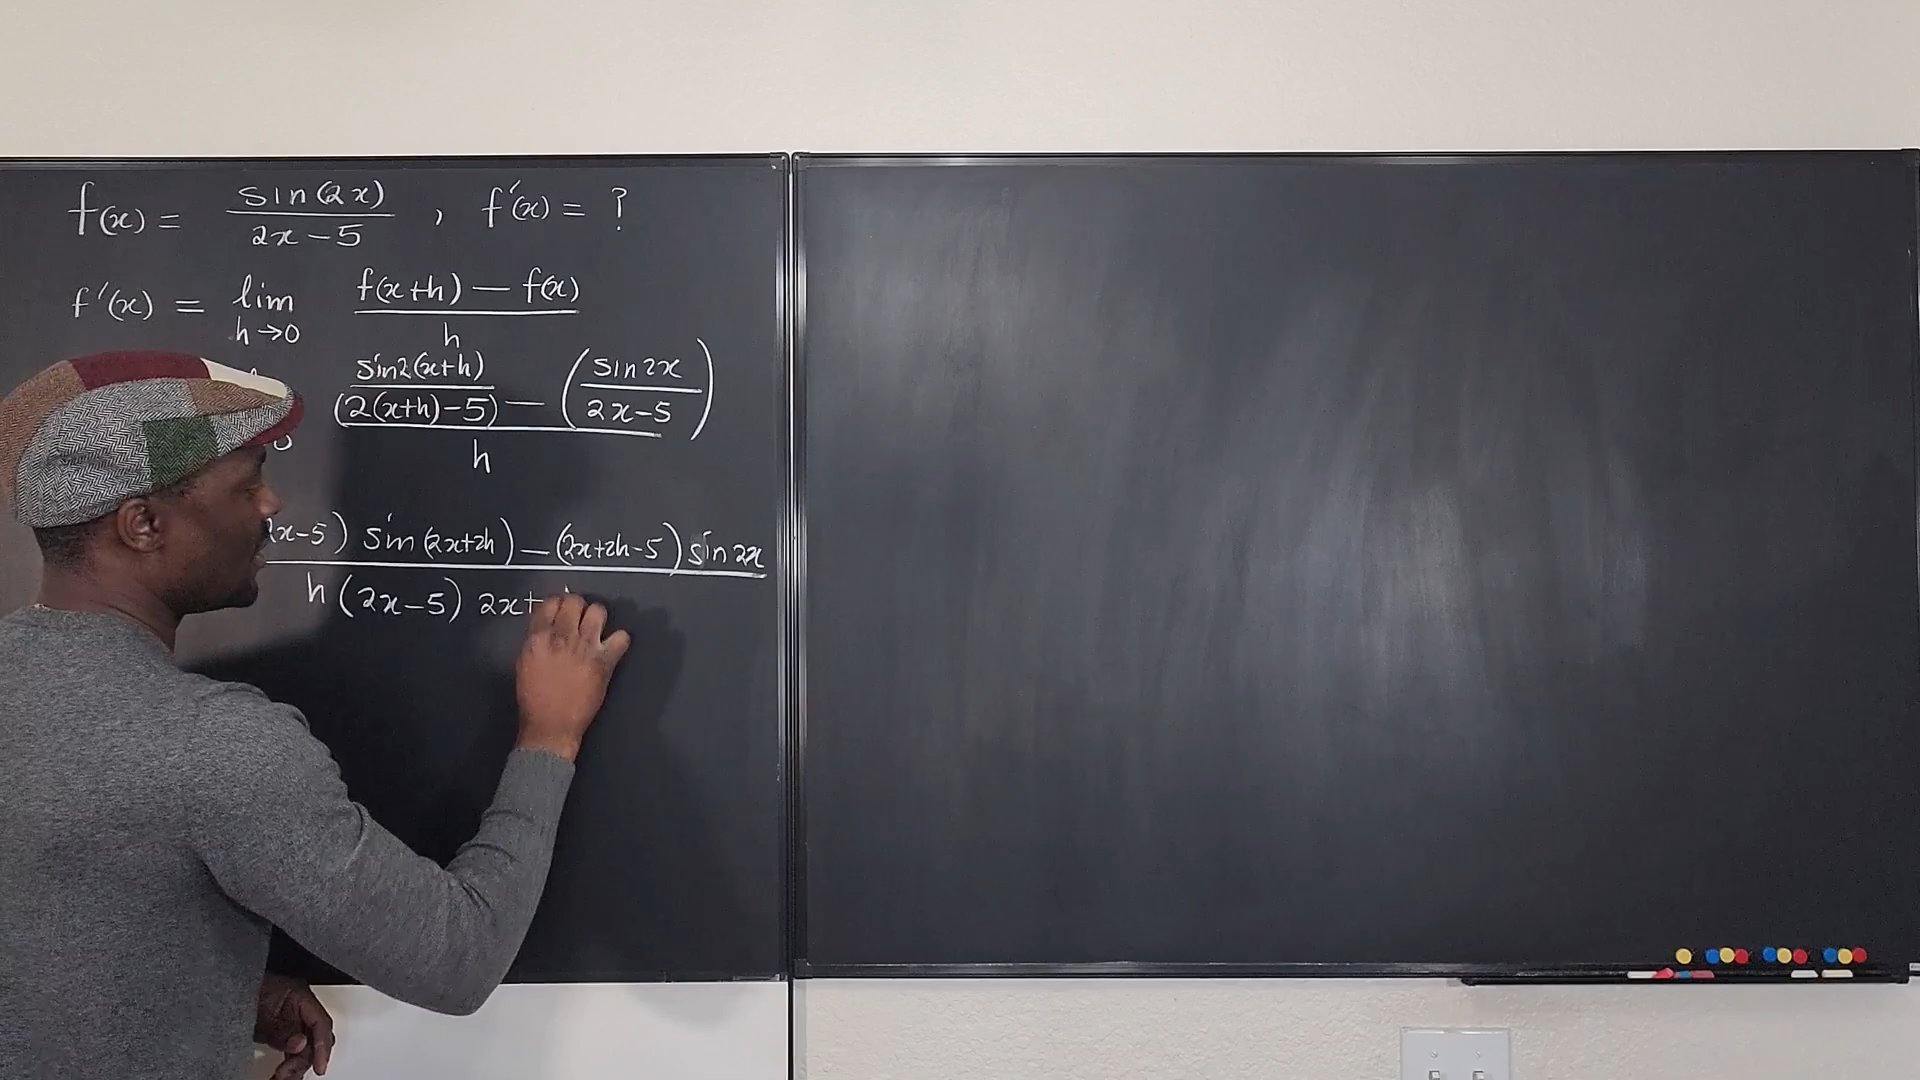 f(x) = sin(2x) / 2x-5 , f'(x) = ?
f'(x) = lim h→0 f(x+h) - f(x) / h
sin2(x+h) / (2(x+h)-5) - (sin2x / 2x-5) / h
2x-5) sin(2x+2h) - (2x+2h-5) sin2x
h(2x-5) 2x+